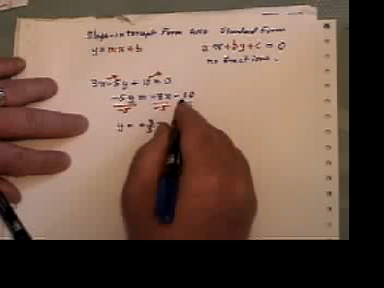 Slope-intercept Form and Standard Form
y = mx + b
ax + by + c = 0
no fractions.
3x - 5y + 10 = 0
-5y = -3x - 10
y = +3/5